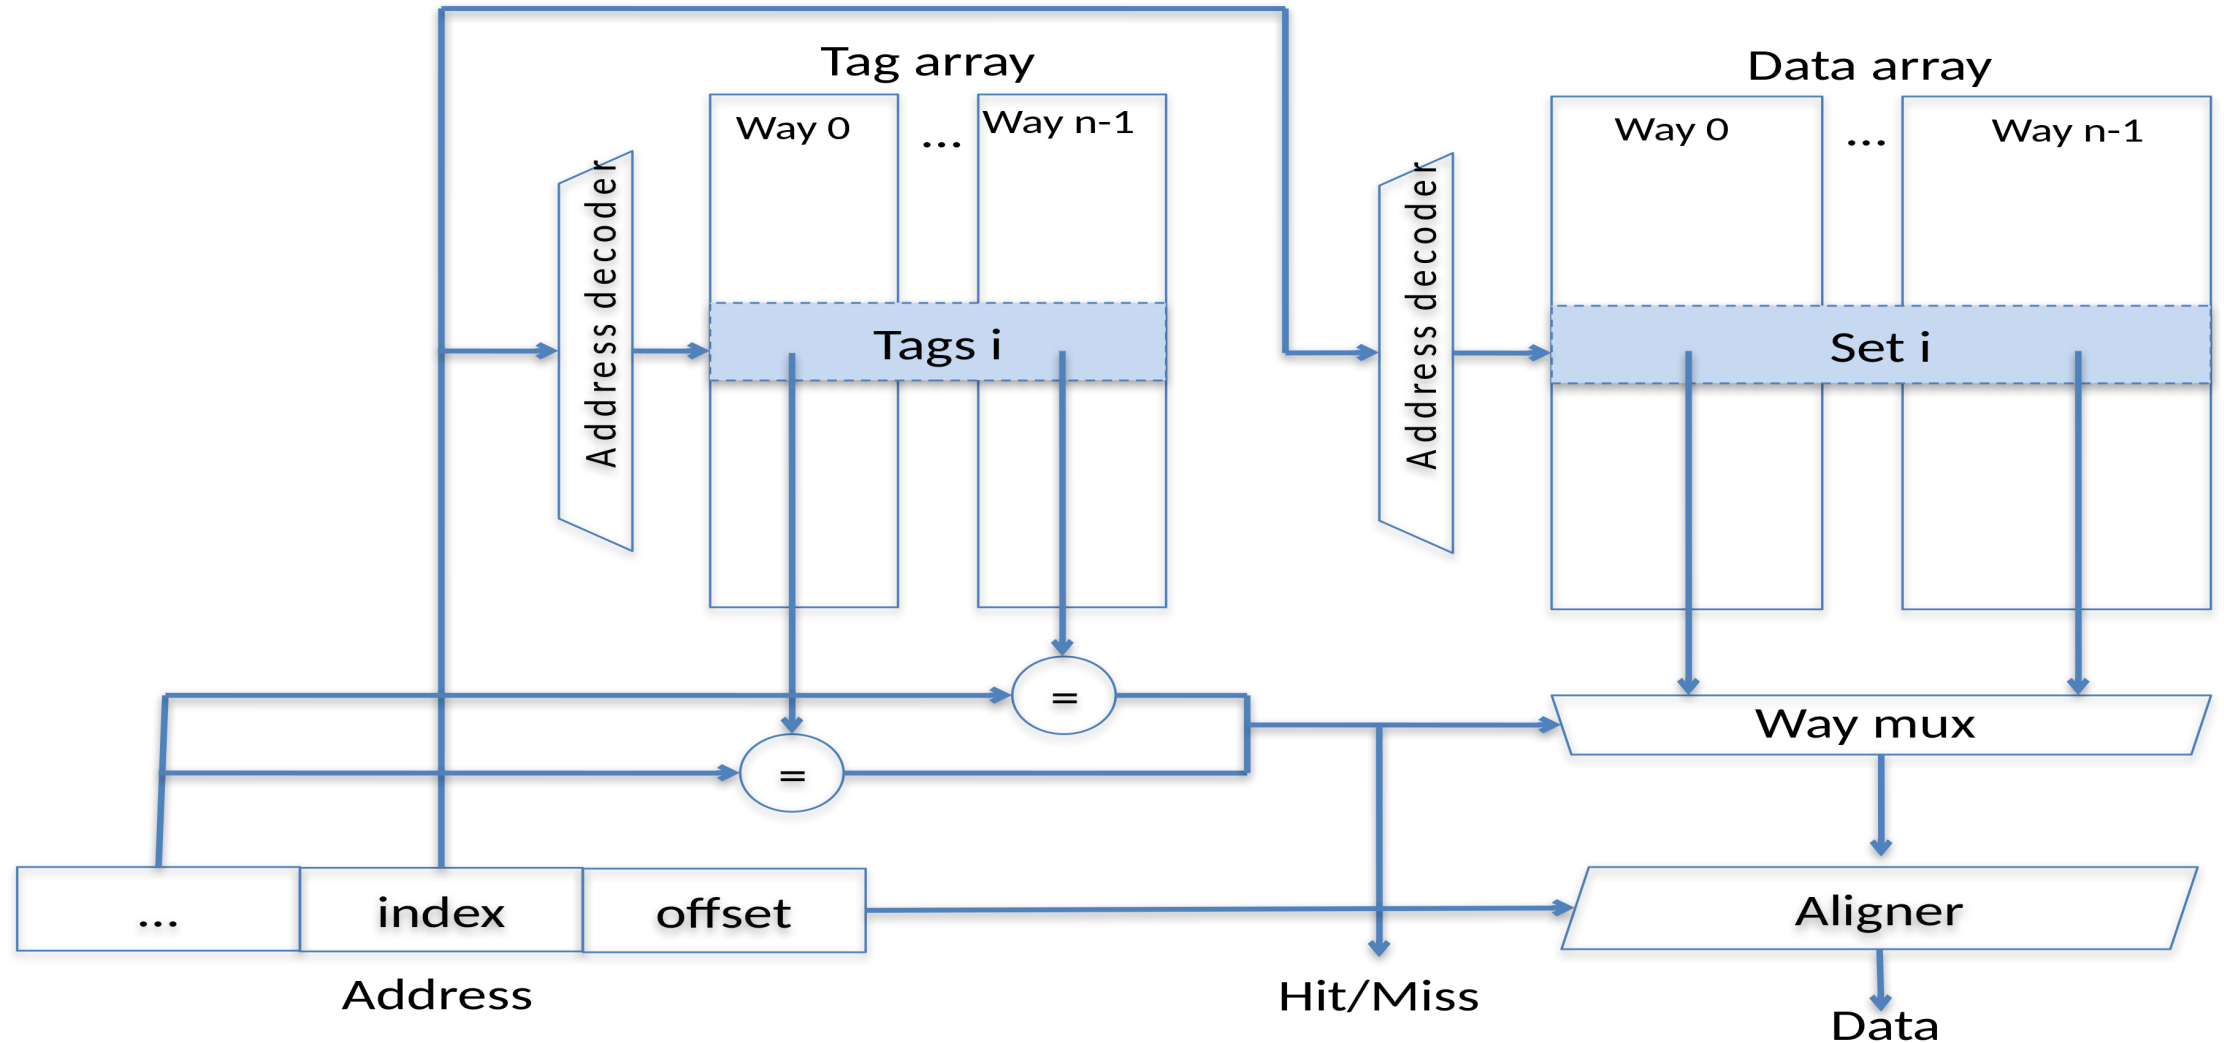 Tag array
Data array
Way 0
...
Way n-1
Way 0
...
Way n-1
Address decoder
Address decoder
Tags i
Set i
=
=
Way mux
...
index
offset
Aligner
Address
Hit/Miss
Data